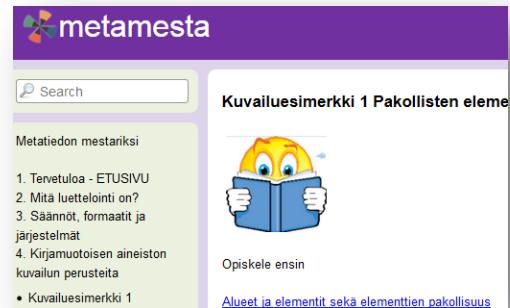 metamesta
Search
Metatiedon mestariksi
1. Tervetuloa - ETUSIVU
2. Mitä luettelointi on?
3. Säännöt, formaatit ja
järjestelmät
4. Kirjamuotoisen aineiston
kuvailun perusteita
• Kuvailuesimerkki 1
Kuvailuesimerkki 1 Pakollisten eleme
Opiskele ensin
Alueet ja elementit sekä elementtien pakollisuus